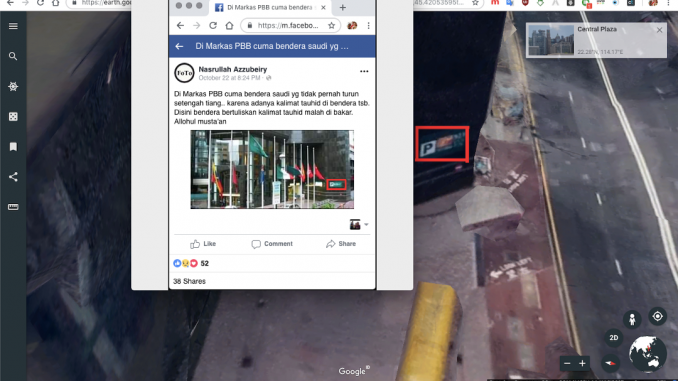 https://earth.goo
Di Markas PBB cuma bendera s
https://m.facebo...
45.42053595l
Central Plaza
22.28°N, 114.17°E
Di Markas PBB cuma bendera saudi yg ...
FoTo
Nasrullah Azzubeiry
October 22 at 8:24 PM
Di Markas PBB cuma bendera saudi yg tidak pernah turun
setengah tiang.. karena adanya kalimat tauhid di bendera tsb.
Disini bendera bertuliskan kalimat tauhid malah di bakar.
Allohul musta'an
P
Like
Comment
Share
52
38 Shares
2D
Google